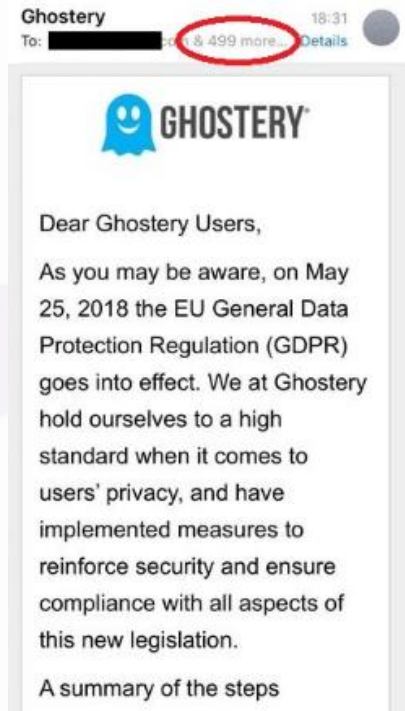 Ghostery 18:31
To: & 499 more... Details
GHOSTERY
Dear Ghostery Users,
As you may be aware, on May
25, 2018 the EU General Data
Protection Regulation (GDPR)
goes into effect. We at Ghostery
hold ourselves to a high
standard when it comes to
users' privacy, and have
implemented measures to
reinforce security and ensure
compliance with all aspects of
this new legislation.
A summary of the steps